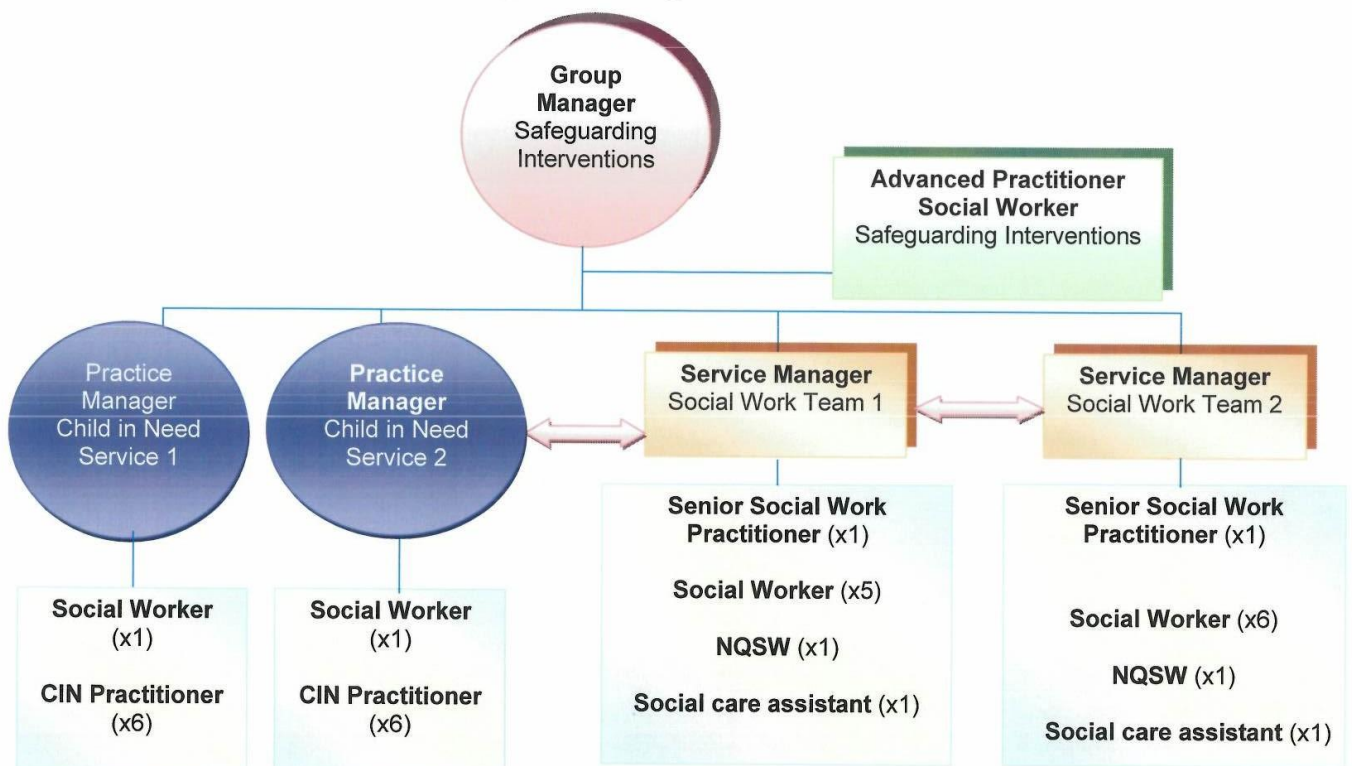 Group
Manager
Safeguarding
Interventions
Advanced Practitioner
Social Worker
Safeguarding Interventions
Practice
Manager
Child in Need
Service 1
Practice
Manager
Child in Need
Service 2
Service Manager
Social Work Team 1
Service Manager
Social Work Team 2
Social Worker
(x1)
CIN Practitioner
(x6)
Social Worker
(x1)
CIN Practitioner
(x6)
Senior Social Work
Practitioner (x1)
Social Worker (x5)
NQSW (x1)
Social care assistant (x1)
Senior Social Work
Practitioner (x1)
Social Worker (x6)
NQSW (x1)
Social care assistant (x1)